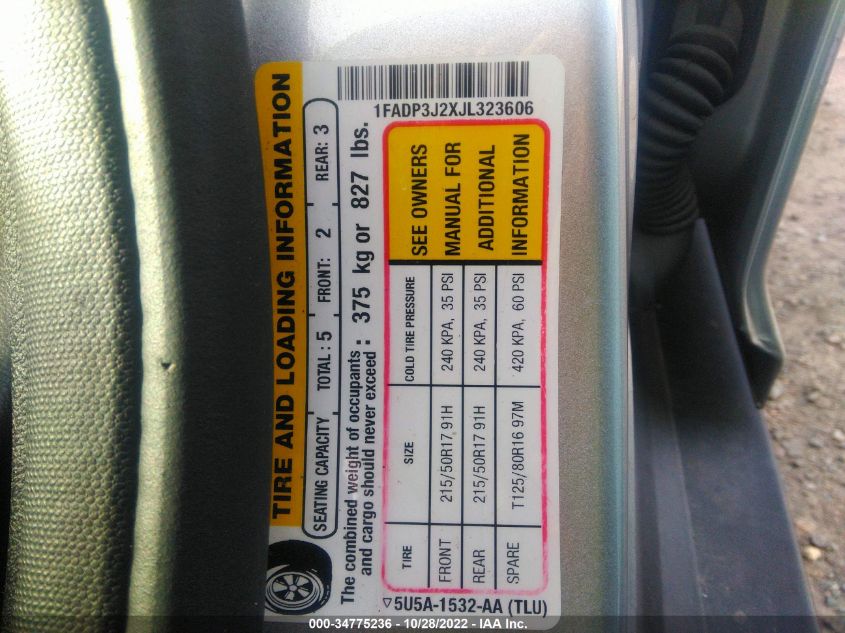 1FADP3J2XJL323606
TIRE AND LOADING INFORMATION
SEATING CAPACITY TOTAL : 5 FRONT: 2 REAR: 3
The combined weight of occupants and cargo should never exceed : 375 kg or 827 lbs.
TIRE SIZE COLD TIRE PRESSURE SEE OWNERS
FRONT 215/50R17, 91H 240 KPA, 35 PSI MANUAL FOR
REAR 215/50R17 91H 240 KPA, 35 PSI ADDITIONAL
SPARE T125/80R16 97M 420 KPA, 60 PSI INFORMATION
▽5U5A-1532-AA (TLU)
000-34775236 - 10/28/2022 - IAA Inc.